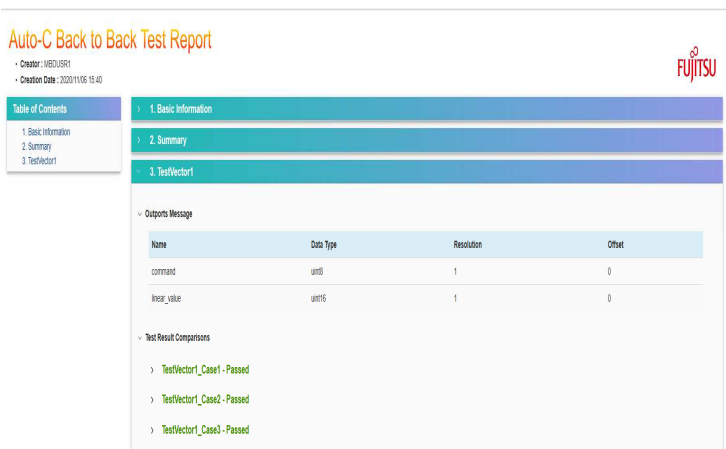 Auto-C Back to Back Test Report
• Creator : MBDUSR1
• Creation Date : 2020/11/06 15:40
FUJITSU
Table of Contents
1. Basic Information
2. Summary
3. TestVector1
1. Basic Information
2. Summary
3. TestVector1
Outports Message
Name Data Type Resolution Offset
command uint8 1 0
linear_value uint16 1 0
Test Result Comparisons
TestVector1_Case1 - Passed
TestVector1_Case2 - Passed
TestVector1_Case3 - Passed